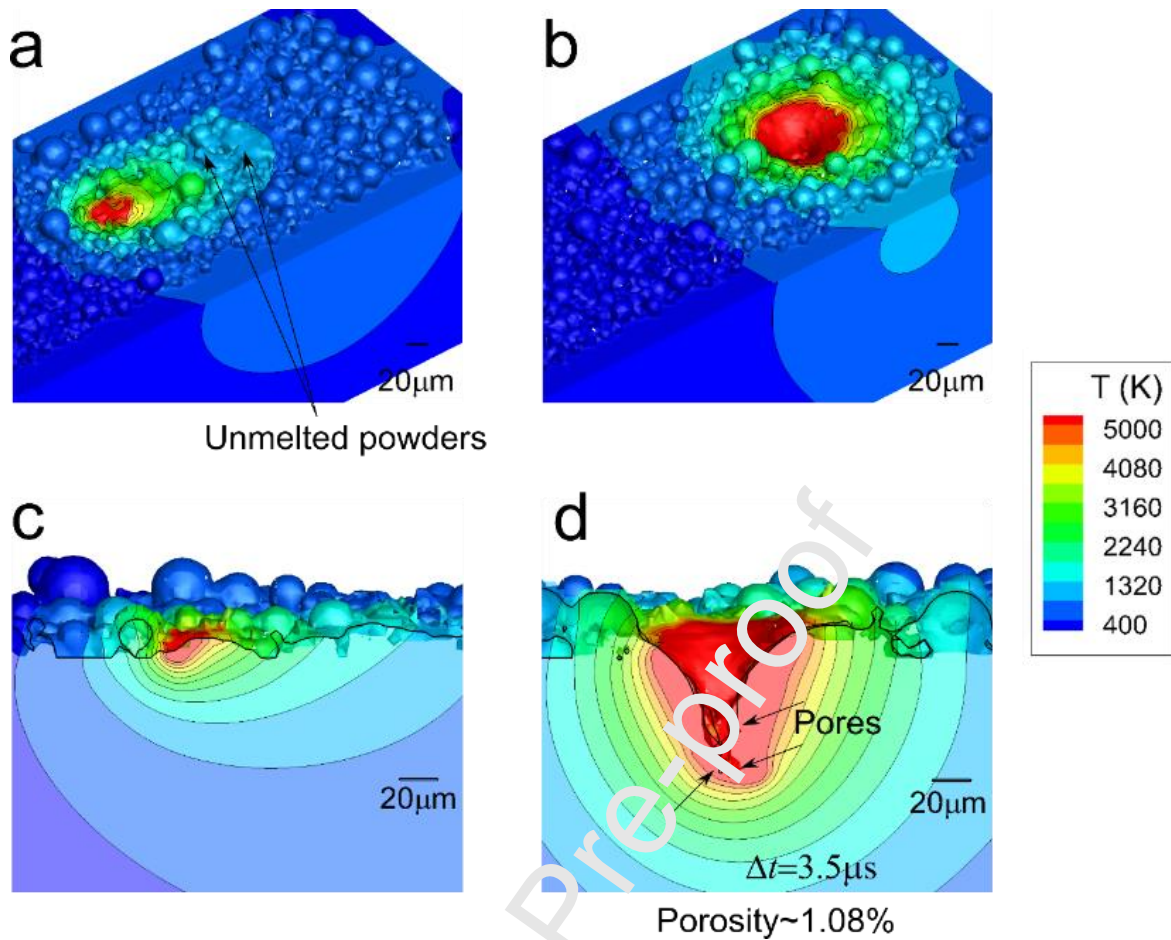 a
b
20μm
20μm
Unmelted powders
T (K)
5000
4080
3160
2240
1320
400
c
d
Pores
20μm
20μm
Δt=3.5μs
Porosity~1.08%
Pre-proof